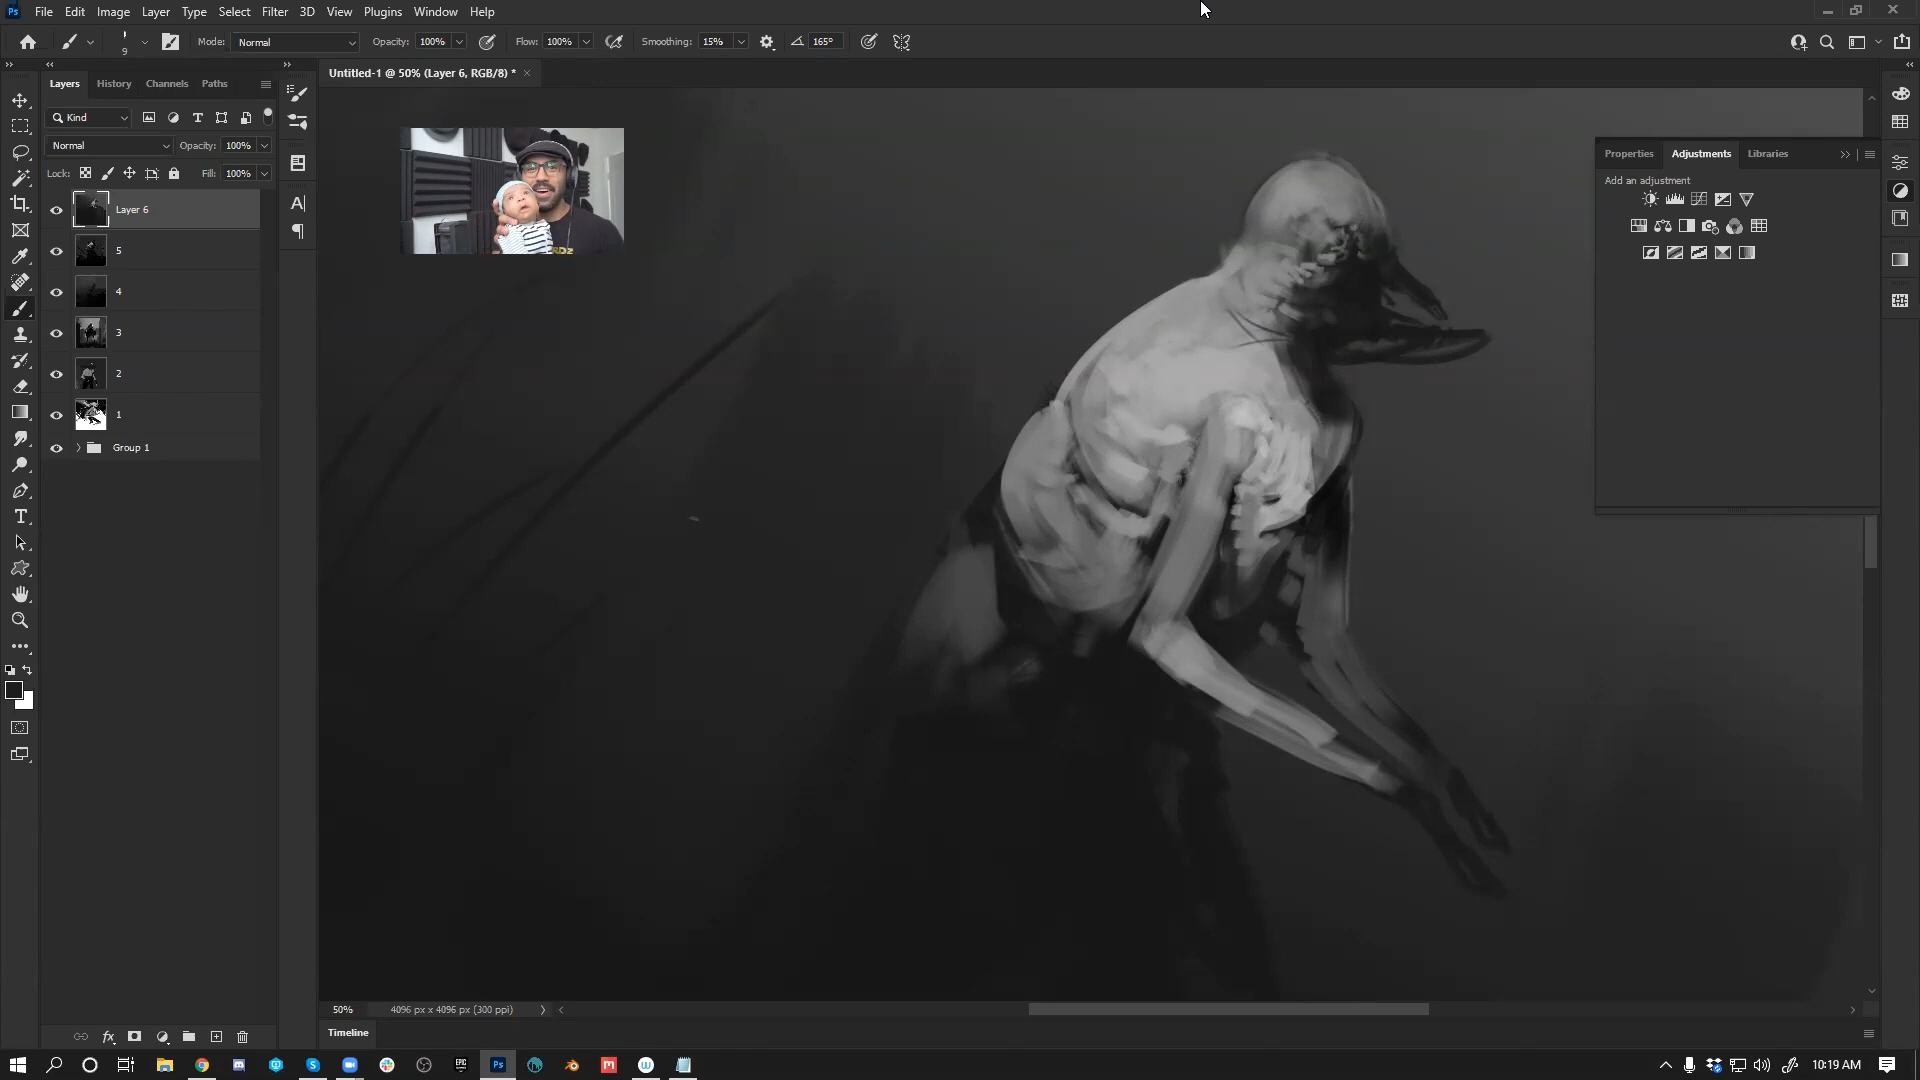 File Edit Image Layer Type Select Filter 3D View Plugins Window Help
9 Mode: Normal Opacity: 100% Flow: 100% Smoothing: 15% 165°
Layers History Channels Paths
Untitled-1 @ 50% (Layer 6, RGB/8) *
Kind
Normal Opacity: 100%
Lock: Fill: 100%
Layer 6
5
4
3
2
1
Group 1
Properties Adjustments Libraries
Add an adjustment
50% 4096 px x 4096 px (300 ppi)
Timeline
Ps
10:19 AM